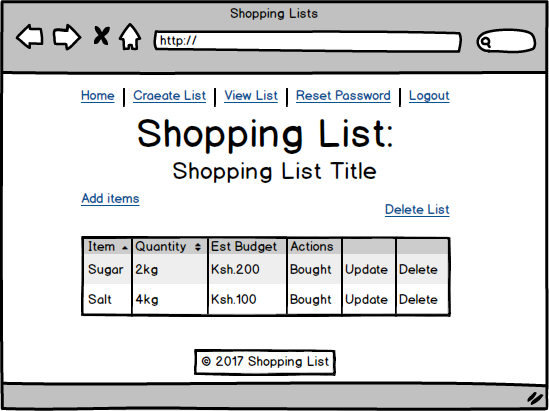 Shopping Lists
http://
Home Craeate List View List Reset Password Logout
Shopping List:
Shopping List Title
Add items
Delete List
Item Quantity Est Budget Actions
Sugar 2kg Ksh.200 Bought Update Delete
Salt 4kg Ksh.100 Bought Update Delete
© 2017 Shopping List